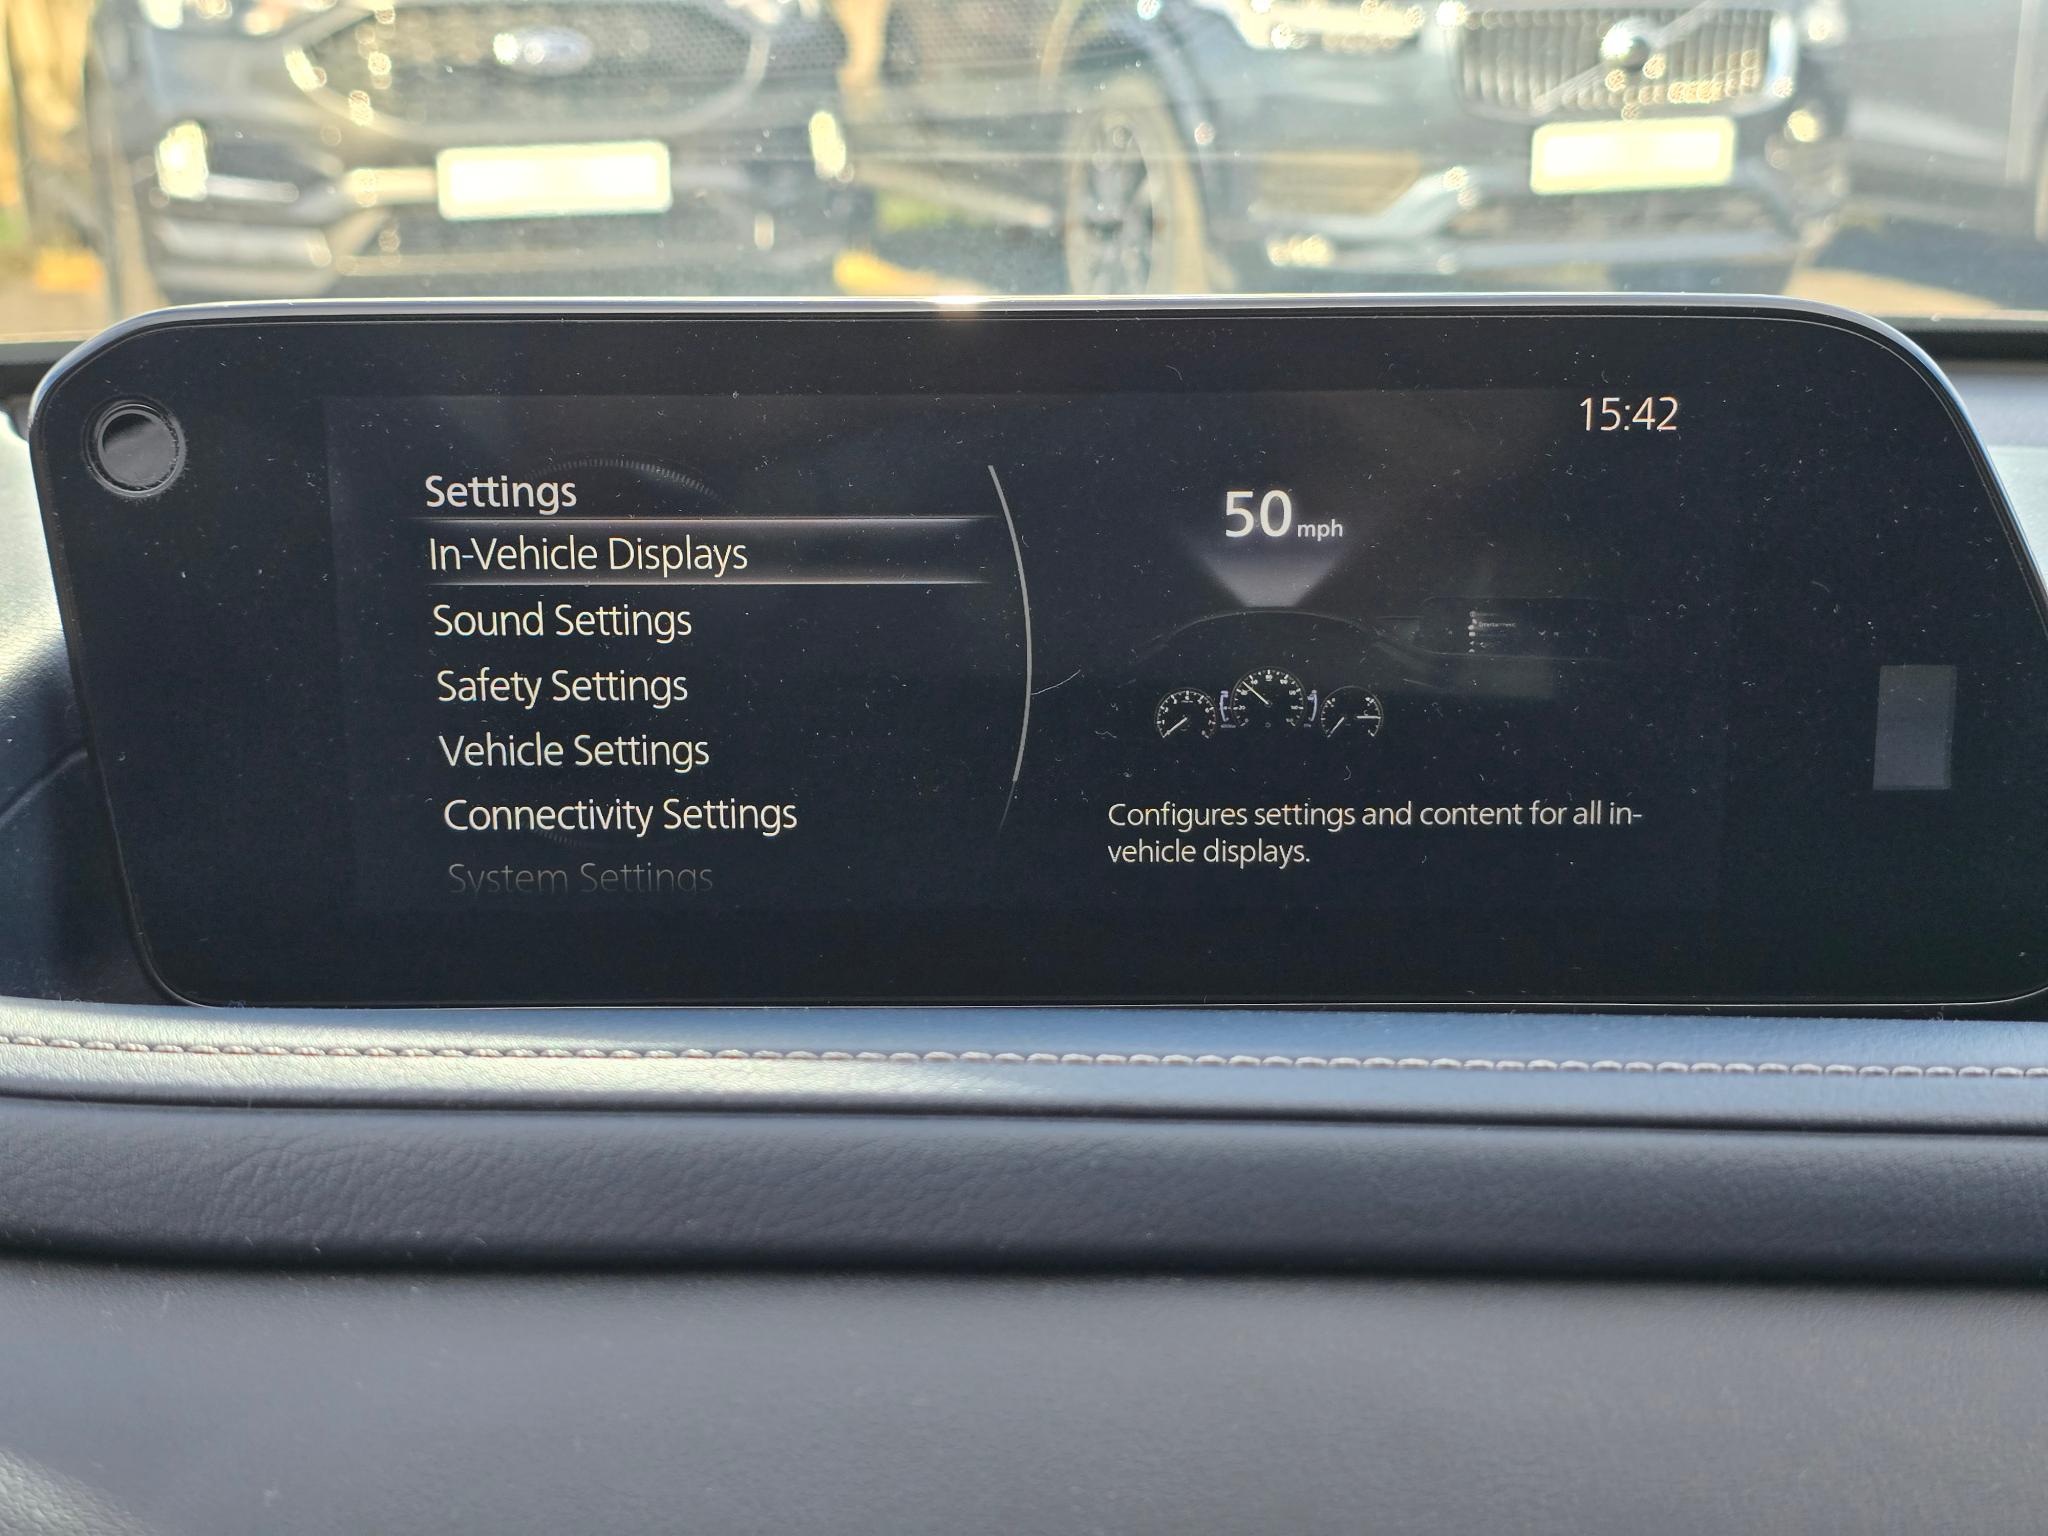 15:42
Settings
In-Vehicle Displays
Sound Settings
Safety Settings
Vehicle Settings
Connectivity Settings
System Settings
50 mph
Configures settings and content for all in-
vehicle displays.